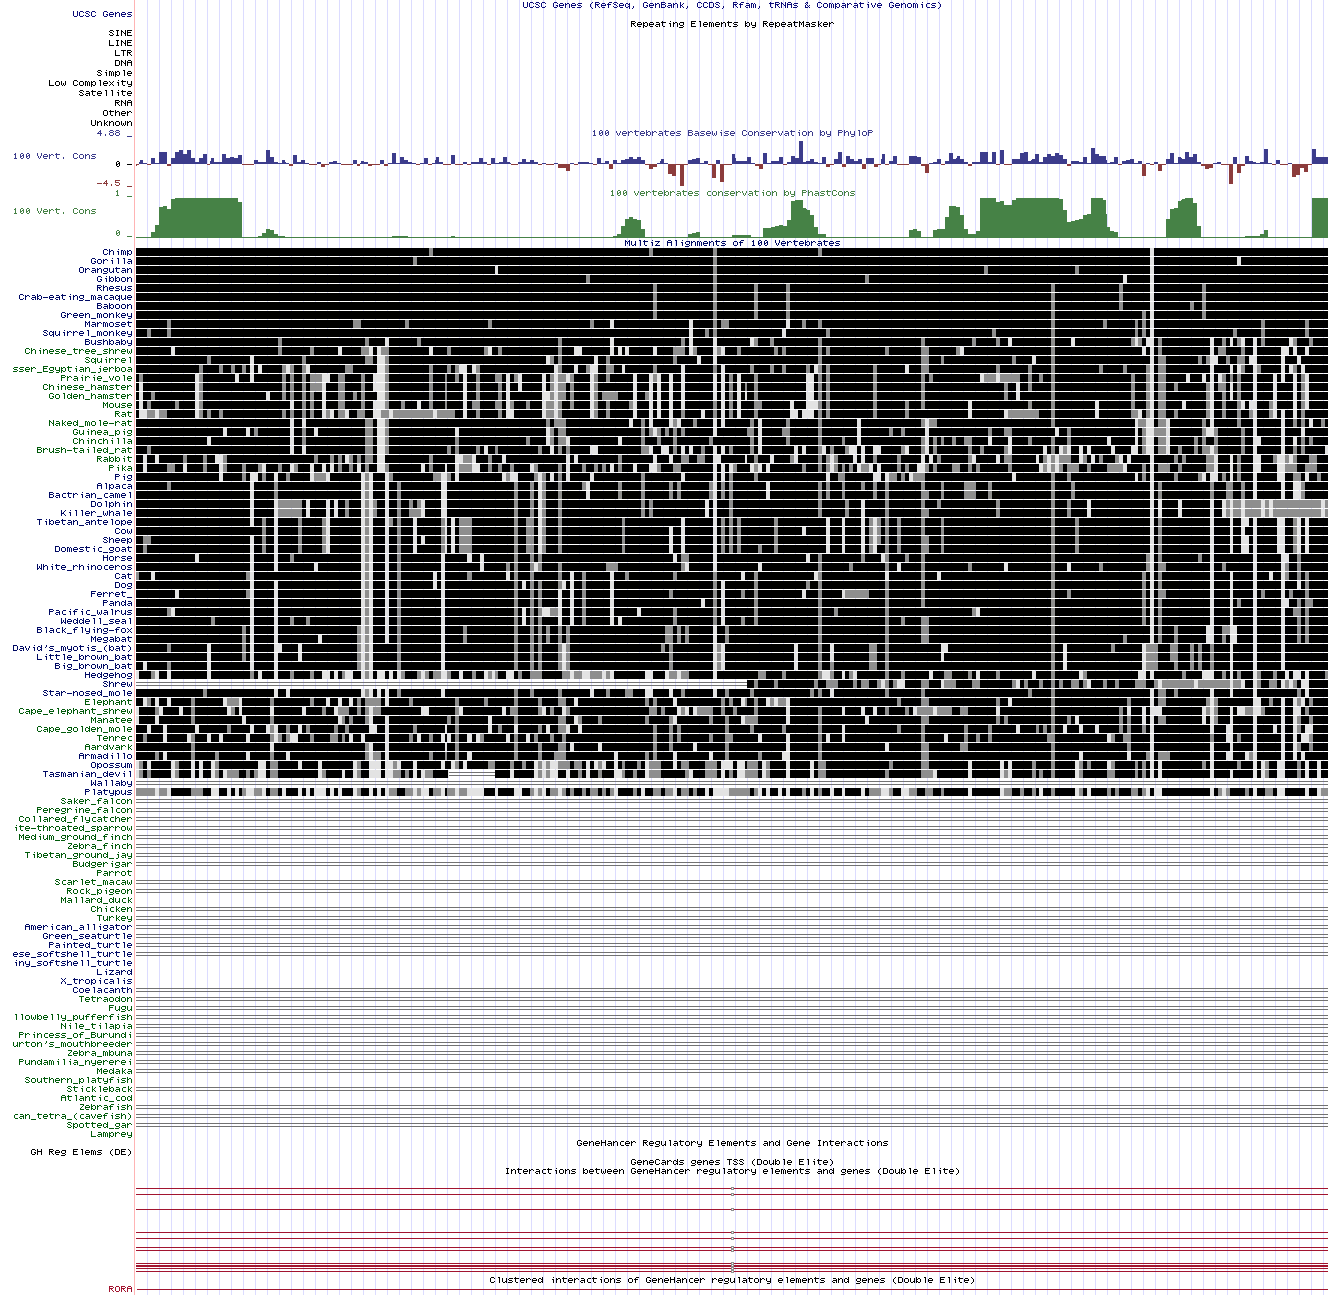 UCSC Genes (RefSeq, GenBank, CCDS, Rfam, tRNAs & Comparative Genomics)
UCSC Genes
Repeating Elements by RepeatMasker
SINE
LINE
LTR
DNA
Simple
Low Complexity
Satellite
RNA
Other
Unknown
100 vertebrates Basewise Conservation by PhyloP
4.88 _
100 Vert. Cons
0 -
-4.5 _
100 vertebrates conservation by PhastCons
1 _
100 Vert. Cons
0 _
Multiz Alignments of 100 Vertebrates
Chimp
Gorilla
Orangutan
Gibbon
Rhesus
Crab-eating_macaque
Baboon
Green_monkey
Marmoset
Squirrel_monkey
Bushbaby
Chinese_tree_shrew
Squirrel
sser_Egyptian_jerboa
Prairie_vole
Chinese_hamster
Golden_hamster
Mouse
Rat
Naked_mole-rat
Guinea_pig
Chinchilla
Brush-tailed_rat
Rabbit
Pika
Pig
Alpaca
Bactrian_camel
Dolphin
Killer_whale
Tibetan_antelope
Cow
Sheep
Domestic_goat
Horse
White_rhinoceros
Cat
Dog
Ferret_
Panda
Pacific_walrus
Weddell_seal
Black_flying-fox
Megabat
David's_myotis_(bat)
Little_brown_bat
Big_brown_bat
Hedgehog
Shrew
Star-nosed_mole
Elephant
Cape_elephant_shrew
Manatee
Cape_golden_mole
Tenrec
Aardvark
Armadillo
Opossum
Tasmanian_devil
Wallaby
Platypus
Saker_falcon
Peregrine_falcon
Collared_flycatcher
ite-throated_sparrow
Medium_ground_finch
Zebra_finch
Tibetan_ground_jay
Budgerigar
Parrot
Scarlet_macaw
Rock_pigeon
Mallard_duck
Chicken
Turkey
American_alligator
Green_seaturtle
Painted_turtle
ese_softshell_turtle
iny_softshell_turtle
Lizard
X_tropicalis
Coelacanth
Tetraodon
Fugu
llowbelly_pufferfish
Nile_tilapia
Princess_of_Burundi
urton's_mouthbreeder
Zebra_mbuna
Pundamilia_nyererei
Medaka
Southern_platyfish
Stickleback
Atlantic_cod
Zebrafish
can_tetra_(cavefish)
Spotted_gar
Lamprey
GeneHancer Regulatory Elements and Gene Interactions
GH Reg Elems (DE)
GeneCards genes TSS (Double Elite)
Interactions between GeneHancer regulatory elements and genes (Double Elite)
Clustered interactions of GeneHancer regulatory elements and genes (Double Elite)
RORA